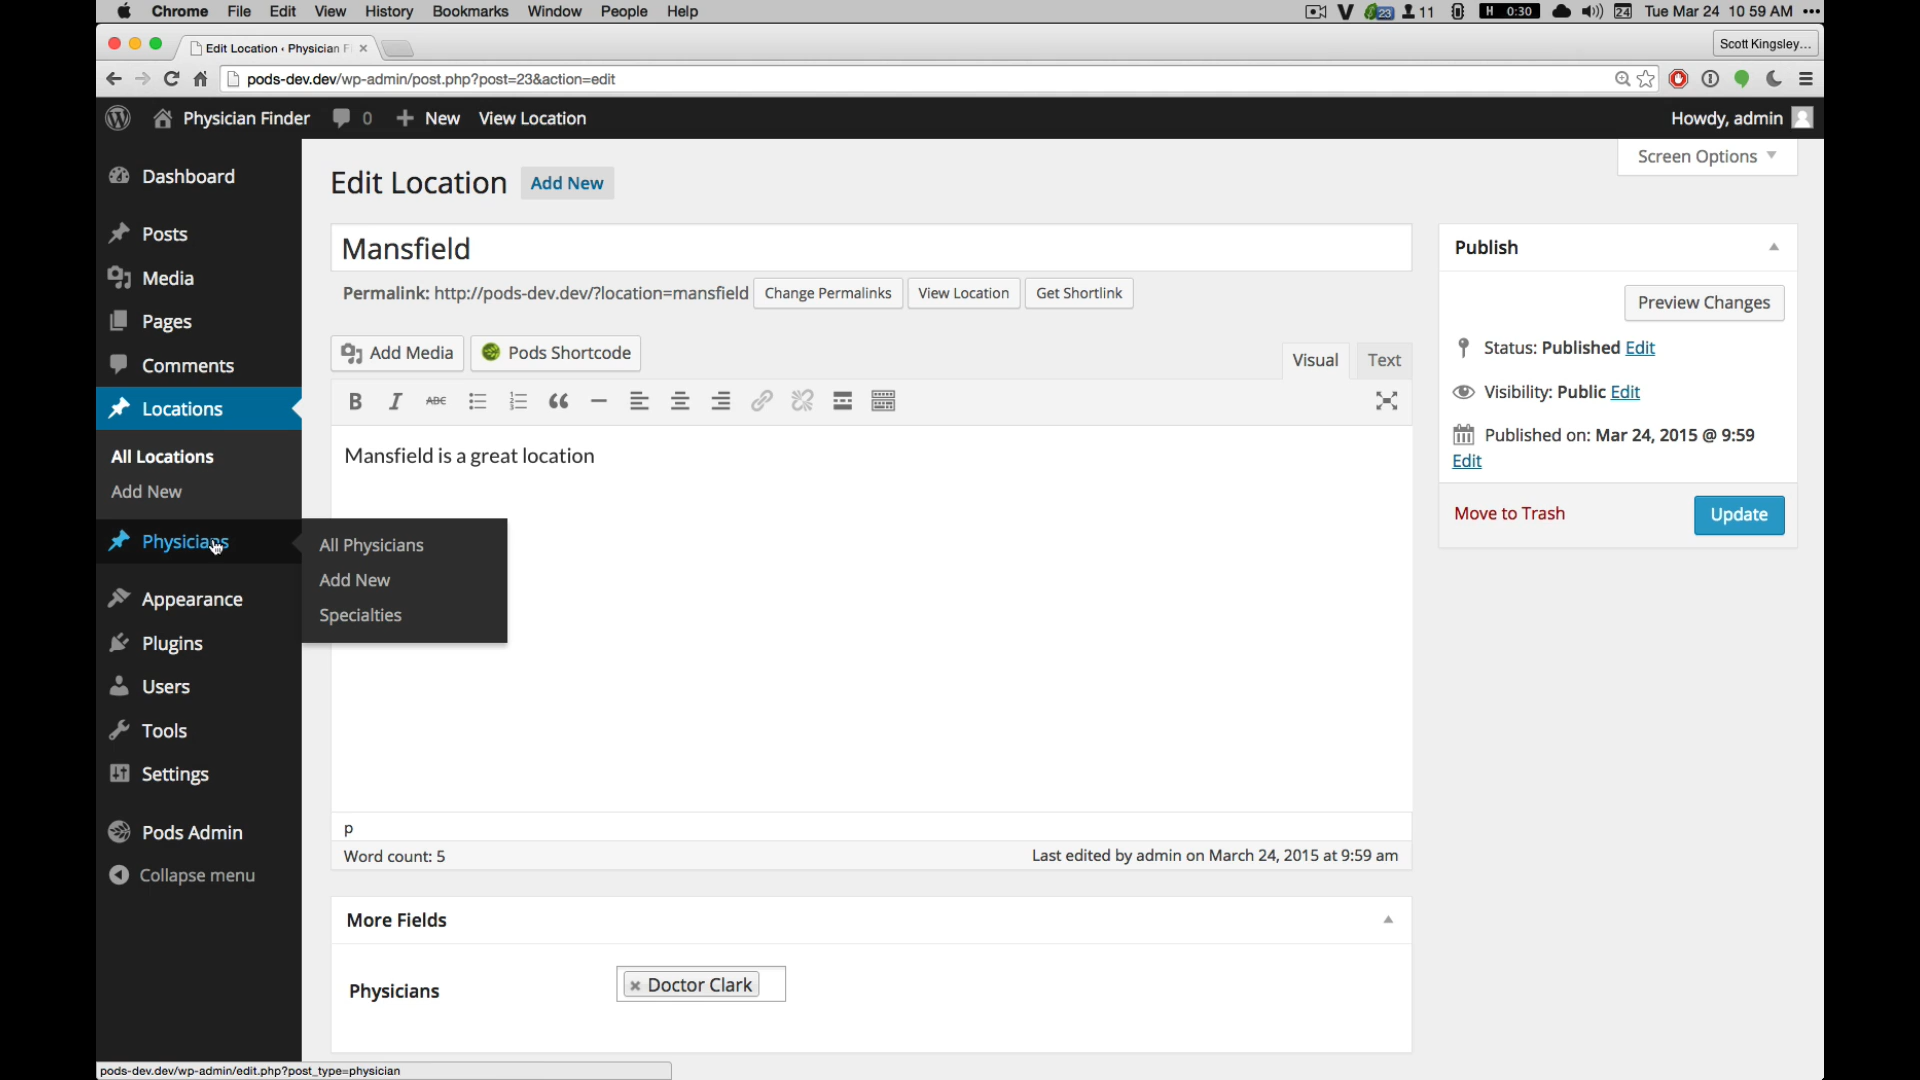 Chrome File Edit View History Bookmarks Window People Help 23 11 H 0:30 24 Tue Mar 24 10 59 AM
Edit Location ‹ Physician F
Scott Kingsley...
pods-dev.dev/wp-admin/post.php?post=23&action=edit
Physician Finder 0 New View Location Howdy, admin
Screen Options
Dashboard
Posts
Media
Pages
Comments
Locations
All Locations
Add New
Physicians
All Physicians
Add New
Specialties
Appearance
Plugins
Users
Tools
Settings
Pods Admin
Collapse menu
Edit Location Add New
Mansfield
Permalink: http://pods-dev.dev/?location=mansfield Change Permalinks View Location Get Shortlink
Add Media Pods Shortcode Visual Text
B I ABC
Mansfield is a great location
p
Word count: 5 Last edited by admin on March 24, 2015 at 9:59 am
More Fields
Physicians × Doctor Clark
Publish
Preview Changes
Status: Published Edit
Visibility: Public Edit
Published on: Mar 24, 2015 @ 9:59
Edit
Move to Trash Update
pods-dev.dev/wp-admin/edit.php?post_type=physician